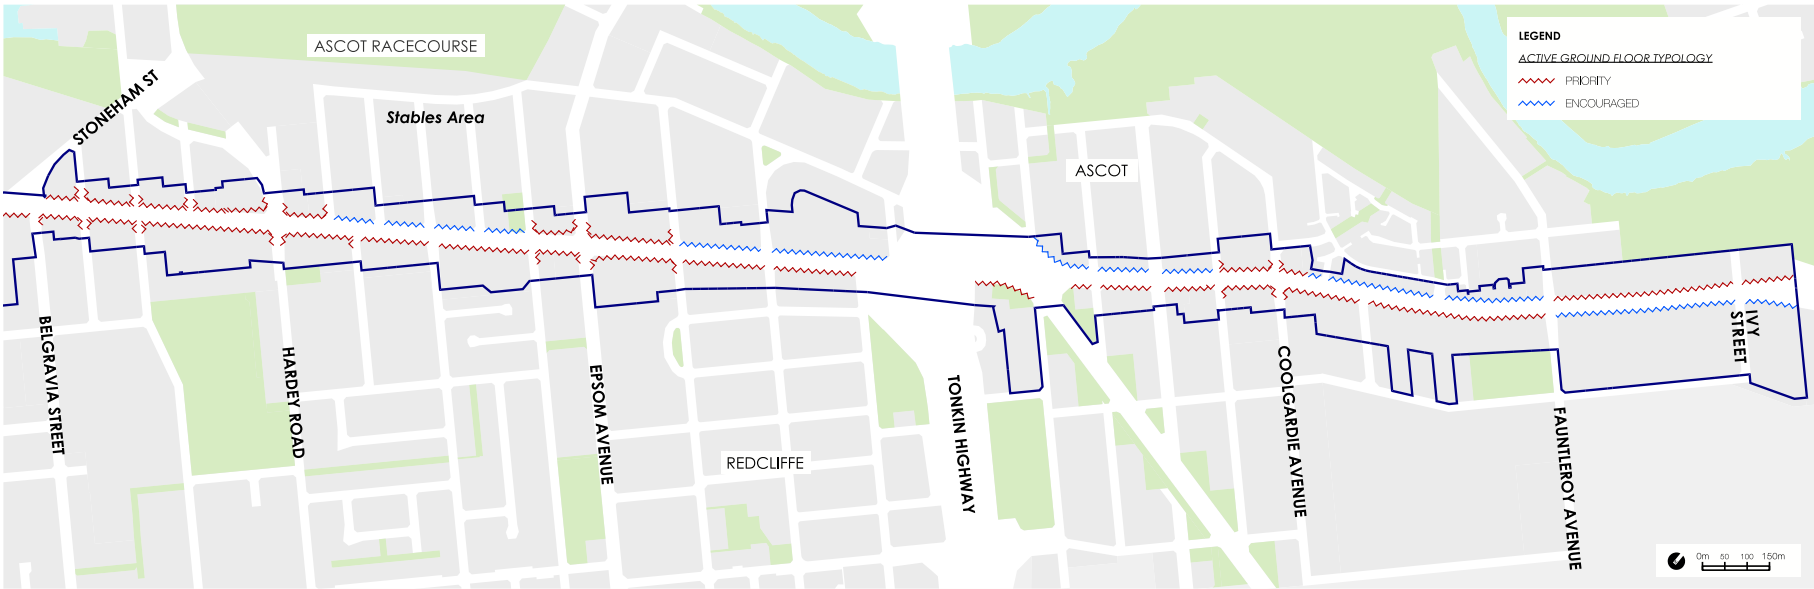 ASCOT RACECOURSE
STONEHAM ST
Stables Area
ASCOT
LEGEND
ACTIVE GROUND FLOOR TYPOLOGY
PRIORITY
ENCOURAGED
BELGRAVIA STREET
HARDEY ROAD
EPSOM AVENUE
REDCLIFFE
TONKIN HIGHWAY
COOLGARDIE AVENUE
FAUNTLEROY AVENUE
IVY
STREET
0m 50 100 150m